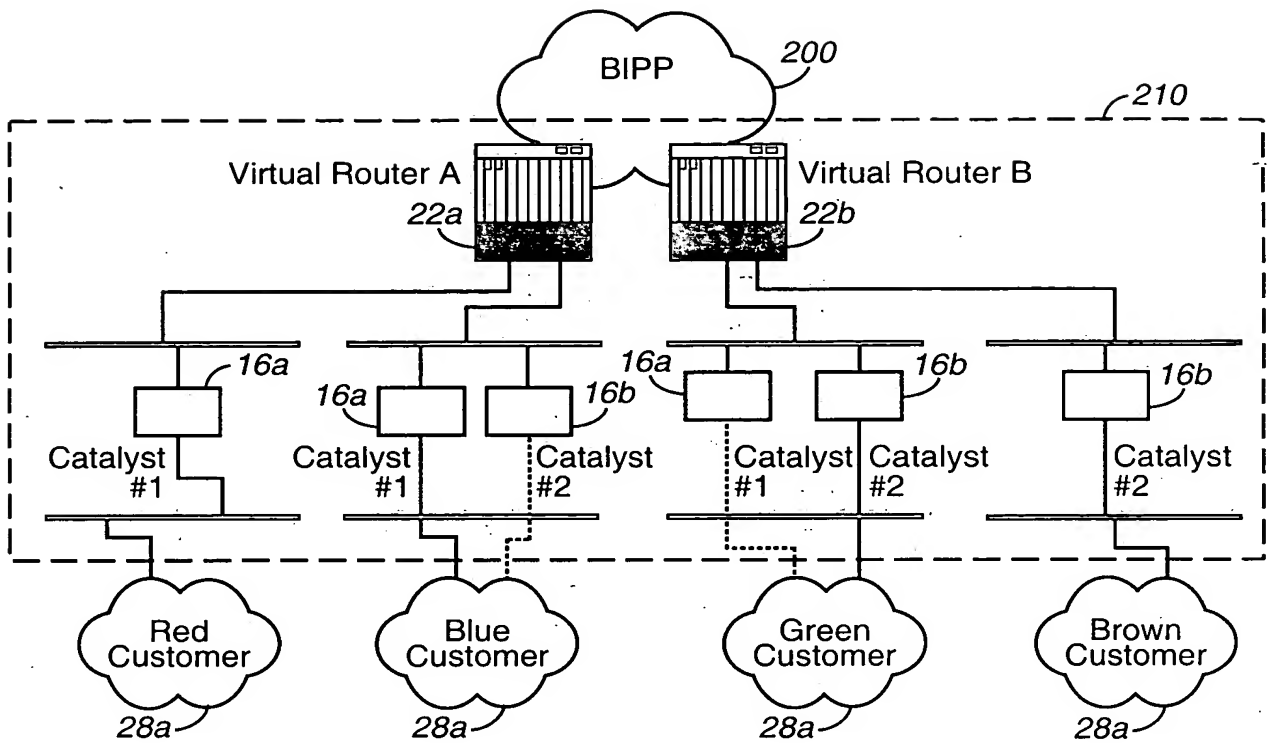 BIPP
200
210
Virtual Router A
Virtual Router B
22a
22b
16a
16a
16b
16a
16b
16b
Catalyst
#1
Catalyst
#1
Catalyst
#2
Catalyst
#1
Catalyst
#2
Catalyst
#2
Red
Customer
Blue
Customer
Green
Customer
Brown
Customer
28a
28a
28a
28a